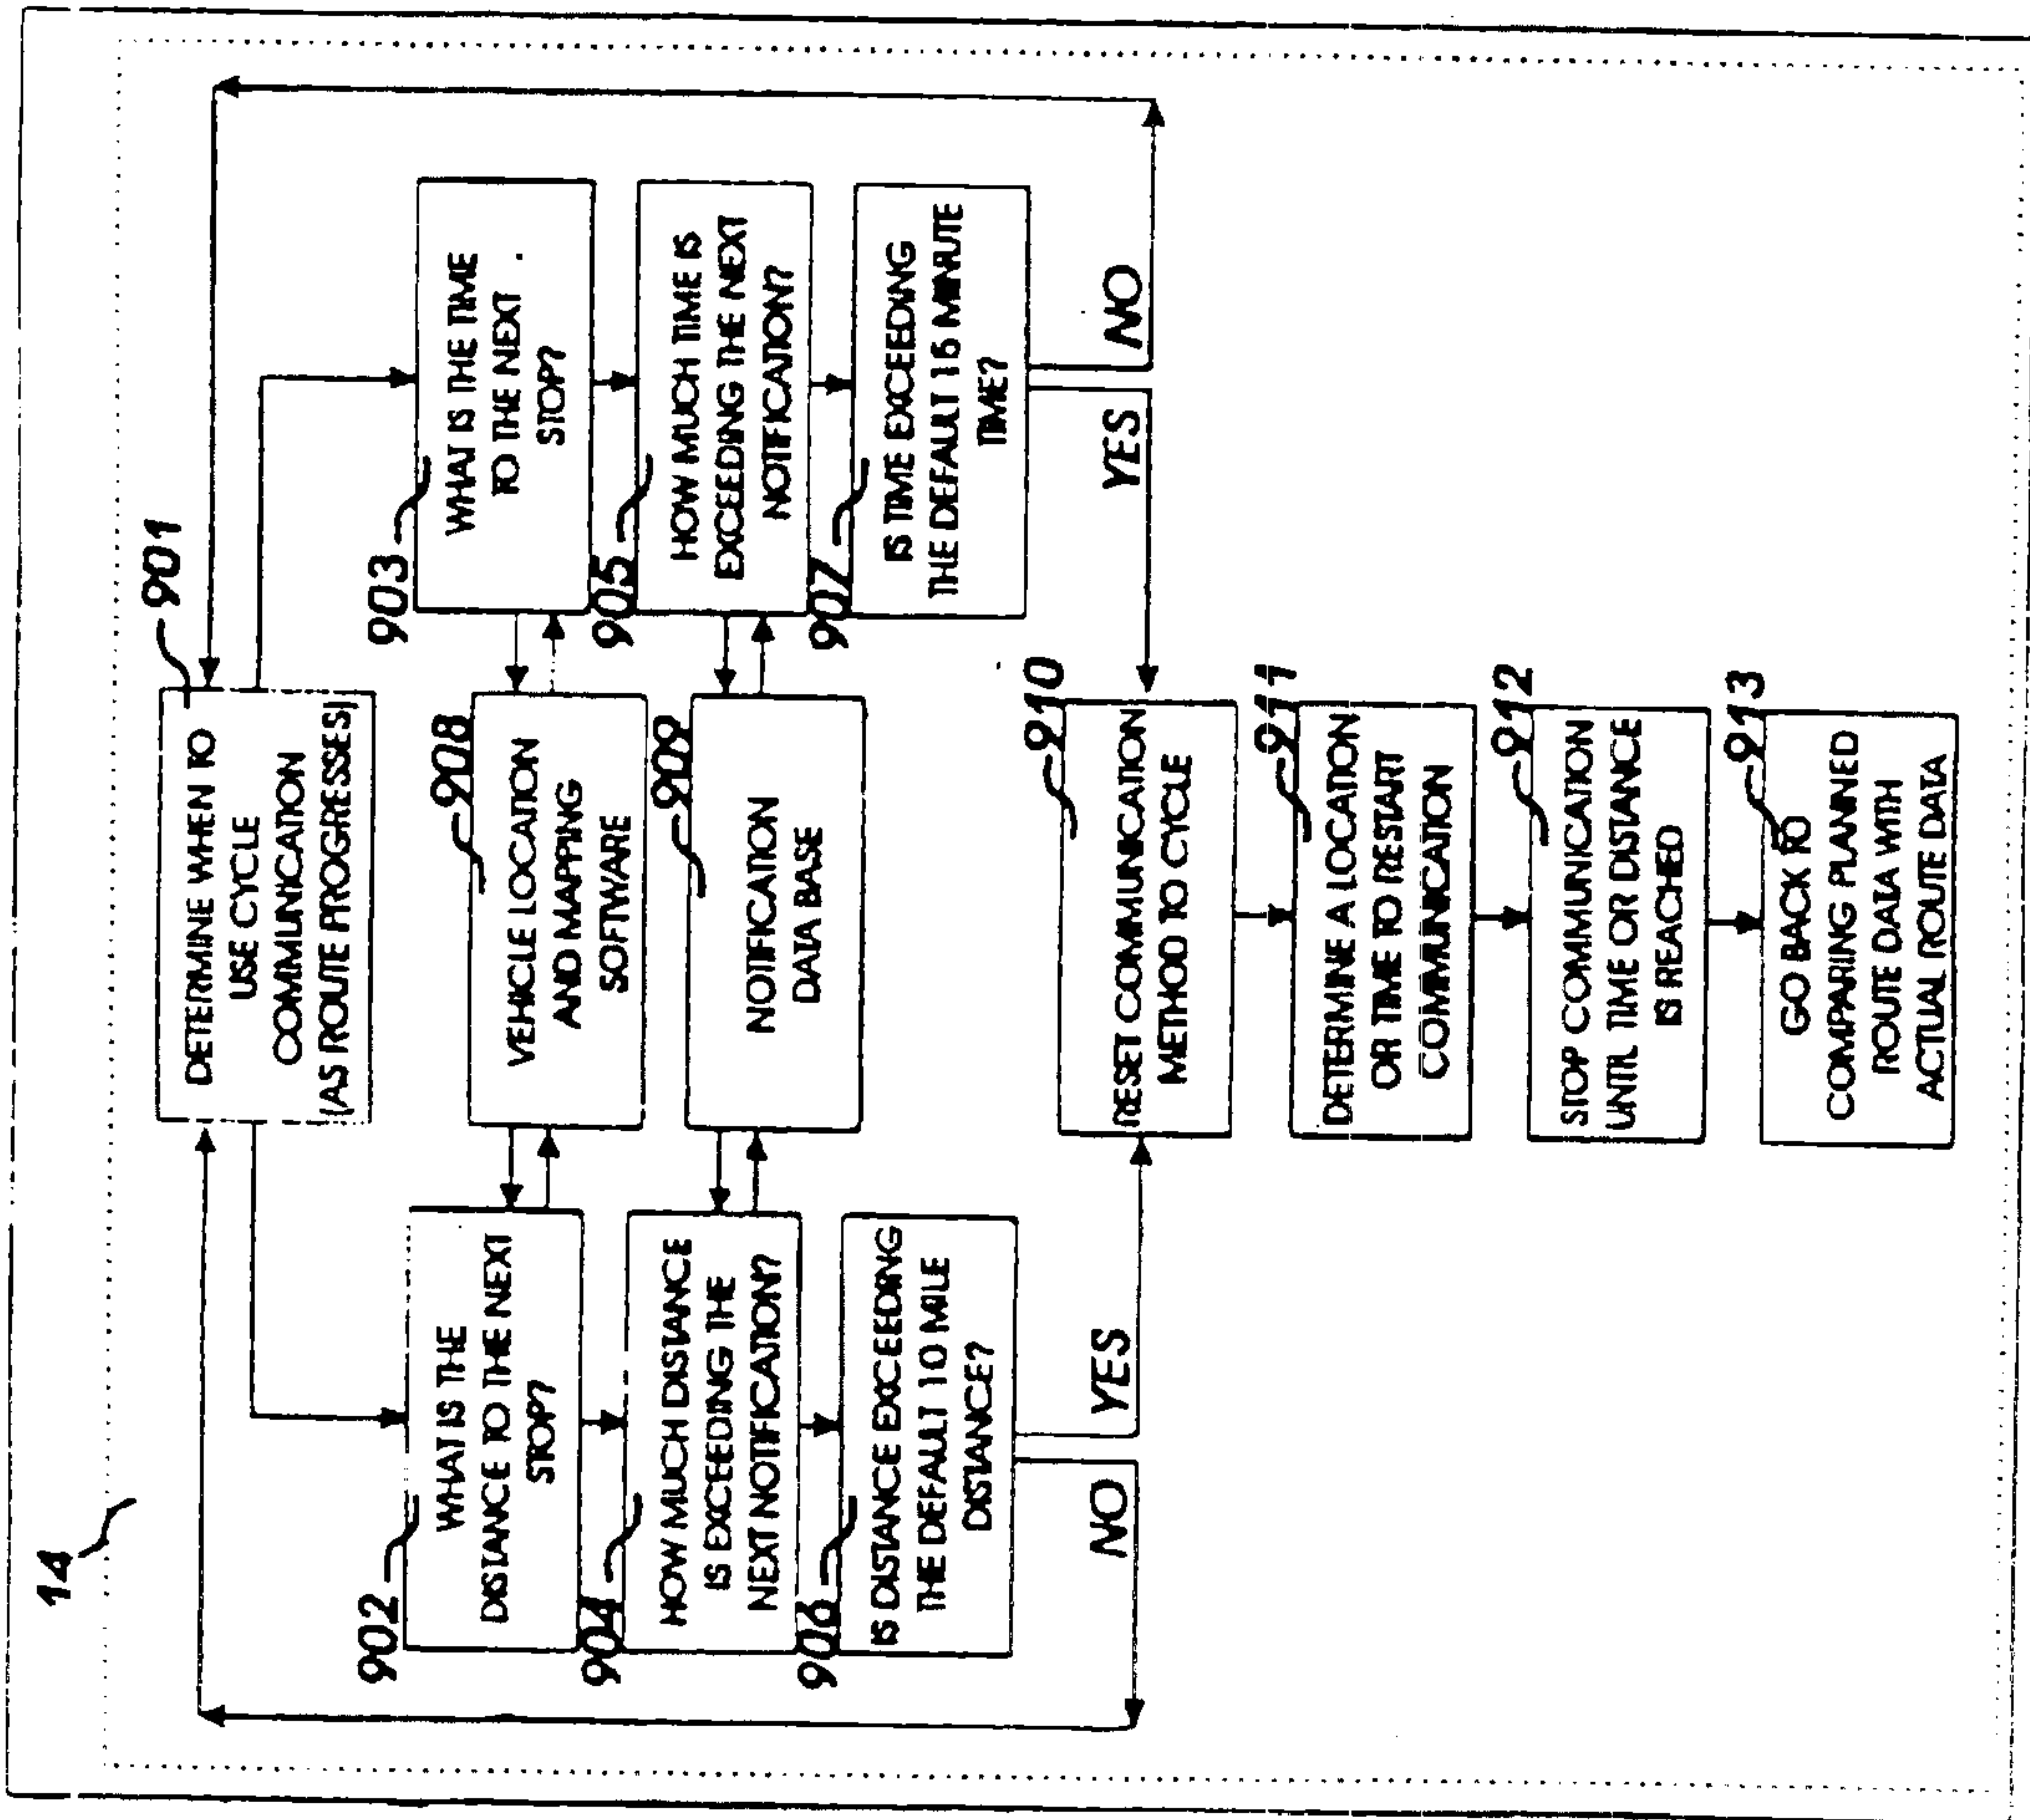 14
901
DETERMINE WHEN TO
USE CYCLE
COMMUNICATION
(AS ROUTE PROGRESSES)
902
WHAT IS THE
DISTANCE TO THE NEXT
STOP?
908
VEHICLE LOCATION
AND MAPPING
SOFTWARE
903
WHAT IS THE TIME
TO THE NEXT
STOP?
904
HOW MUCH DISTANCE
IS EXCEEDING THE
NEXT NOTIFICATION?
909
NOTIFICATION
DATA BASE
905
HOW MUCH TIME IS
EXCEEDING THE NEXT
NOTIFICATION?
906
IS DISTANCE EXCEEDING
THE DEFAULT 10 MILE
DISTANCE?
907
IS TIME EXCEEDING
THE DEFAULT 16 MINUTE
TIME?
NO
YES
YES
NO
910
RESET COMMUNICATION
METHOD TO CYCLE
911
DETERMINE A LOCATION
OR TIME TO RESTART
COMMUNICATION
912
STOP COMMUNICATION
UNTIL TIME OR DISTANCE
IS REACHED
913
GO BACK TO
COMPARING PLANNED
ROUTE DATA WITH
ACTUAL ROUTE DATA